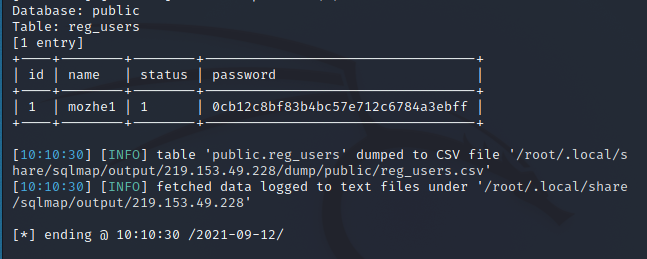 Database: public
Table: reg_users
[1 entry]
+----+--------+--------+----------------------------------+
| id | name   | status | password                         |
+----+--------+--------+----------------------------------+
| 1  | mozhe1 | 1      | 0cb12c8bf83b4bc57e712c6784a3ebff |
+----+--------+--------+----------------------------------+
[10:10:30] [INFO] table 'public.reg_users' dumped to CSV file '/root/.local/s
hare/sqlmap/output/219.153.49.228/dump/public/reg_users.csv'
[10:10:30] [INFO] fetched data logged to text files under '/root/.local/share
/sqlmap/output/219.153.49.228'
[*] ending @ 10:10:30 /2021-09-12/